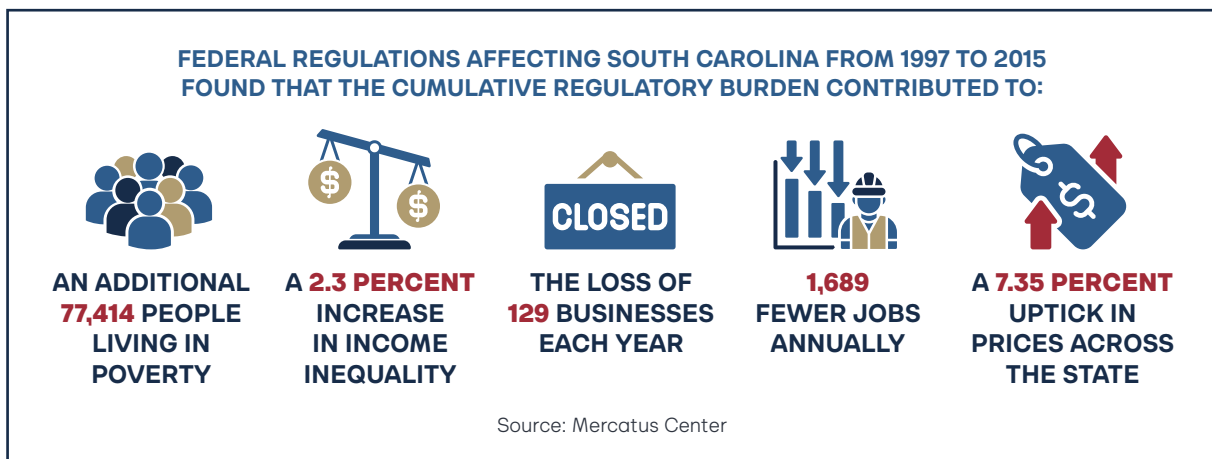 FEDERAL REGULATIONS AFFECTING SOUTH CAROLINA FROM 1997 TO 2015
FOUND THAT THE CUMULATIVE REGULATORY BURDEN CONTRIBUTED TO:
$
$
CLOSED
$
AN ADDITIONAL
77,414 PEOPLE
LIVING IN
POVERTY
A 2.3 PERCENT
INCREASE
IN INCOME
INEQUALITY
THE LOSS OF
129 BUSINESSES
EACH YEAR
1,689
FEWER JOBS
ANNUALLY
A 7.35 PERCENT
UPTICK IN
PRICES ACROSS
THE STATE
Source: Mercatus Center